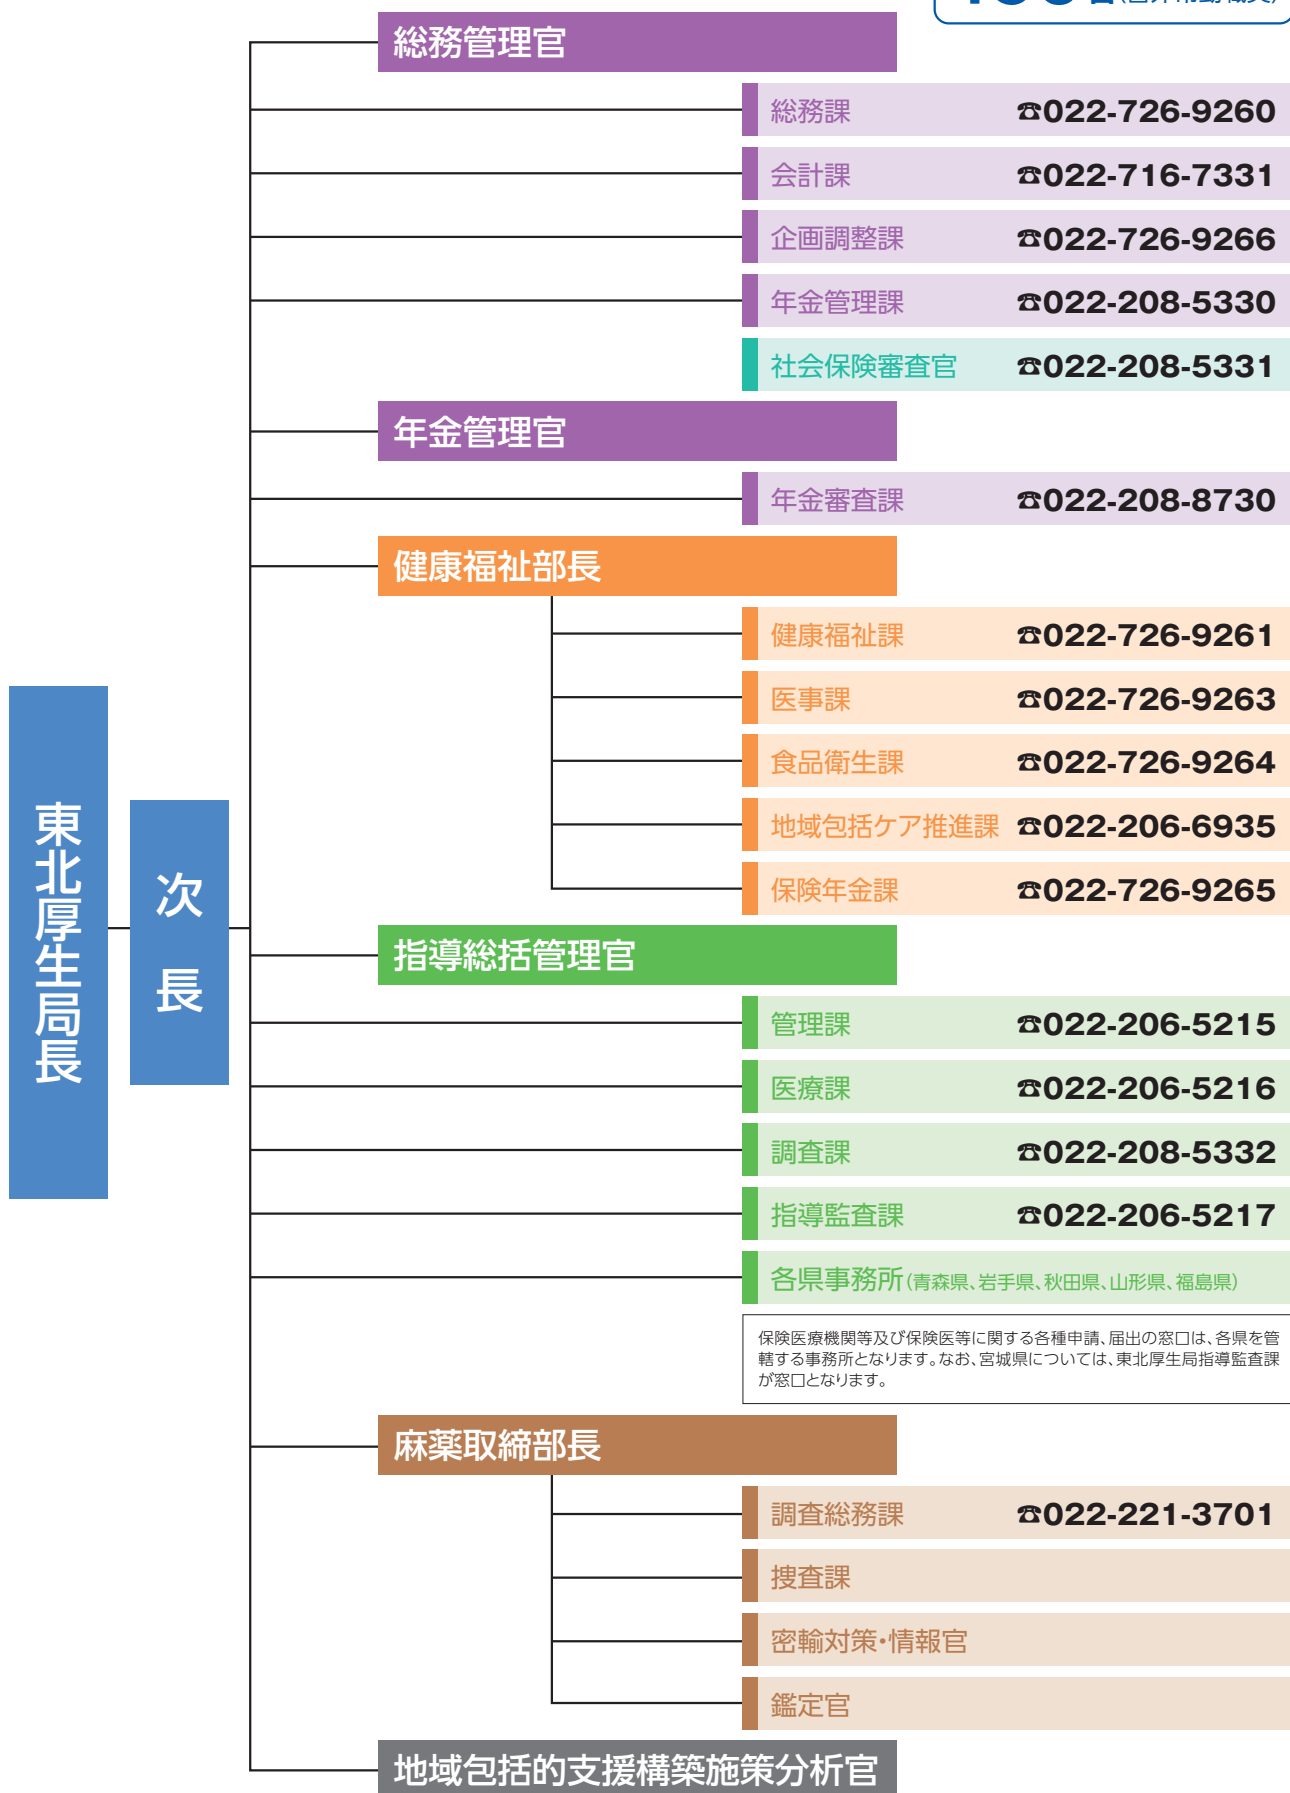 総務管理官
総務課 ☎022-726-9260
会計課 ☎022-716-7331
企画調整課 ☎022-726-9266
年金管理課 ☎022-208-5330
社会保険審査官 ☎022-208-5331
年金管理官
年金審査課 ☎022-208-8730
健康福祉部長
健康福祉課 ☎022-726-9261
医事課 ☎022-726-9263
食品衛生課 ☎022-726-9264
地域包括ケア推進課 ☎022-206-6935
保険年金課 ☎022-726-9265
東北厚生局長
次長
指導総括管理官
管理課 ☎022-206-5215
医療課 ☎022-206-5216
調査課 ☎022-208-5332
指導監査課 ☎022-206-5217
各県事務所(青森県、岩手県、秋田県、山形県、福島県)
保険医療機関等及び保険医等に関する各種申請、届出の窓口は、各県を管
轄する事務所となります。なお、宮城県については、東北厚生局指導監査課
が窓口となります。
麻薬取締部長
調査総務課 ☎022-221-3701
捜査課
密輸対策・情報官
鑑定官
地域包括的支援構築施策分析官